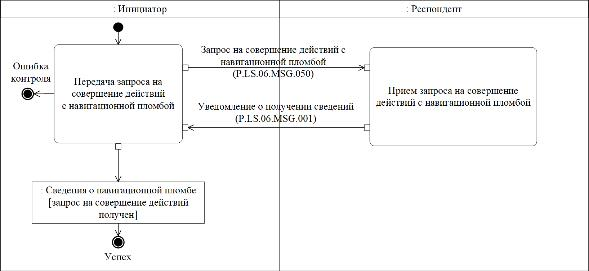 : Инициатор
: Респондент
Ошибка
контроля
Передача запроса на
совершение действий
с навигационной пломбой
Запрос на совершение действий с
навигационной пломбой
(P.LS.06.MSG.050)
Прием запроса на совершение
действий с навигационной пломбой
Уведомление о получении сведений
(P.LS.06.MSG.001)
: Сведения о навигационной пломбе
[запрос на совершение действий
получен]
Успех